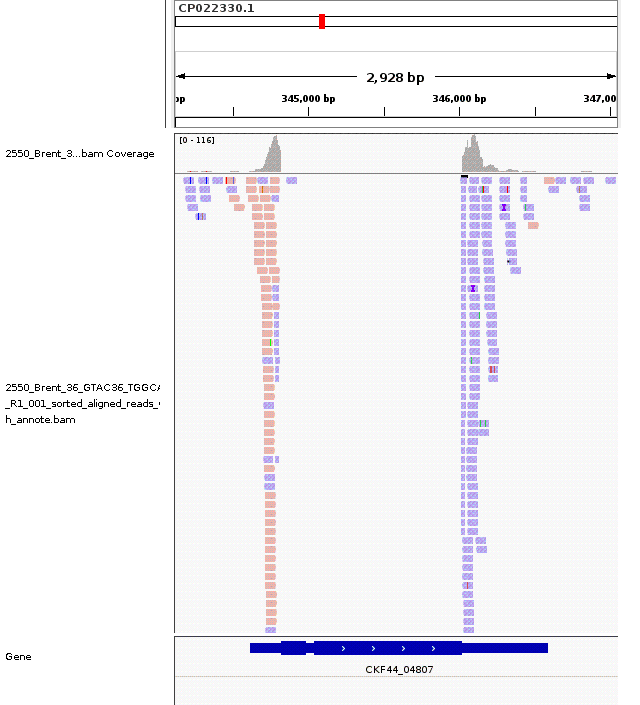 CP022330.1
2,928 bp
bp
345,000 bp
346,000 bp
347,00
[0 - 116]
2550_Brent_3...bam Coverage
2550_Brent_36_GTAC36_TGGCA
_R1_001_sorted_aligned_reads_
h_annote.bam
Gene
CKF44_04807